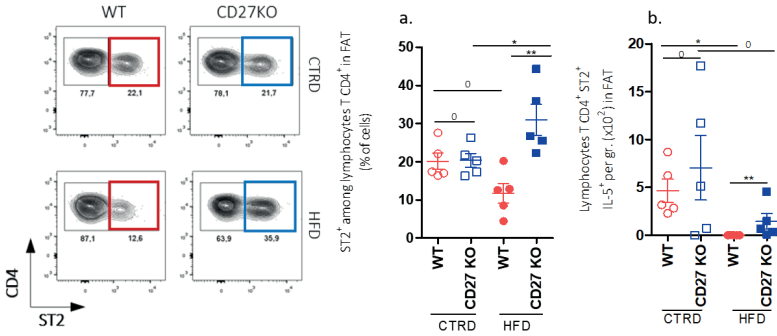 WT CD27KO
77,7 22,1
78,1 21,7
CTRD
87,1 12,6
63,9 35,9
HFD
CD4
ST2
a.
ST2+ among lymphocytes T CD4+ in FAT
(% of cells)
50
40
30
20
10
0
*
**
0
0
WT CD27 KO WT CD27 KO
CTRD HFD
b.
Lymphocytes T CD4+ ST2+
IL-5+ per gr. (x10²) in FAT
20
15
10
5
0
*
0
0
**
WT CD27 KO WT CD27 KO
CTRD HFD